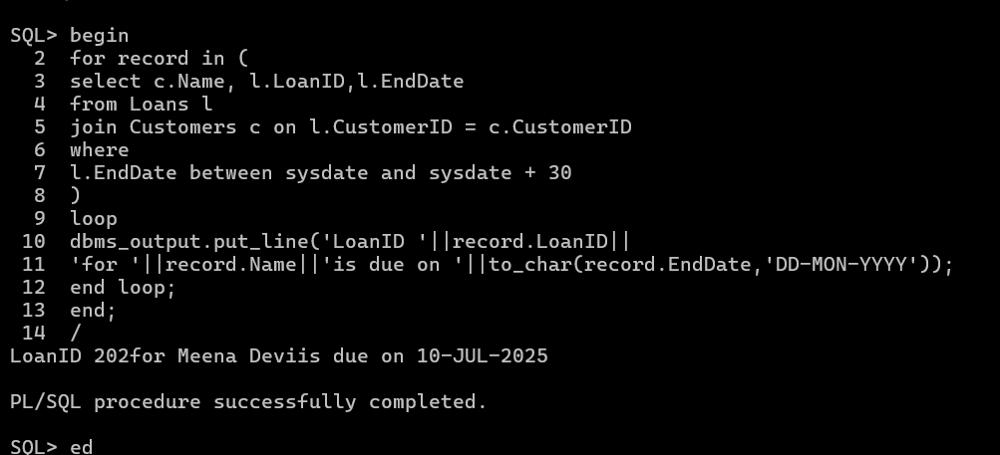 SQL> begin
  2  for record in (
  3  select c.Name, l.LoanID,l.EndDate
  4  from Loans l
  5  join Customers c on l.CustomerID = c.CustomerID
  6  where
  7  l.EndDate between sysdate and sysdate + 30
  8  )
  9  loop
 10  dbms_output.put_line('LoanID '||record.LoanID||
 11  'for '||record.Name||'is due on '||to_char(record.EndDate,'DD-MON-YYYY'));
 12  end loop;
 13  end;
 14  /
LoanID 202for Meena Deviis due on 10-JUL-2025
PL/SQL procedure successfully completed.
SQL> ed